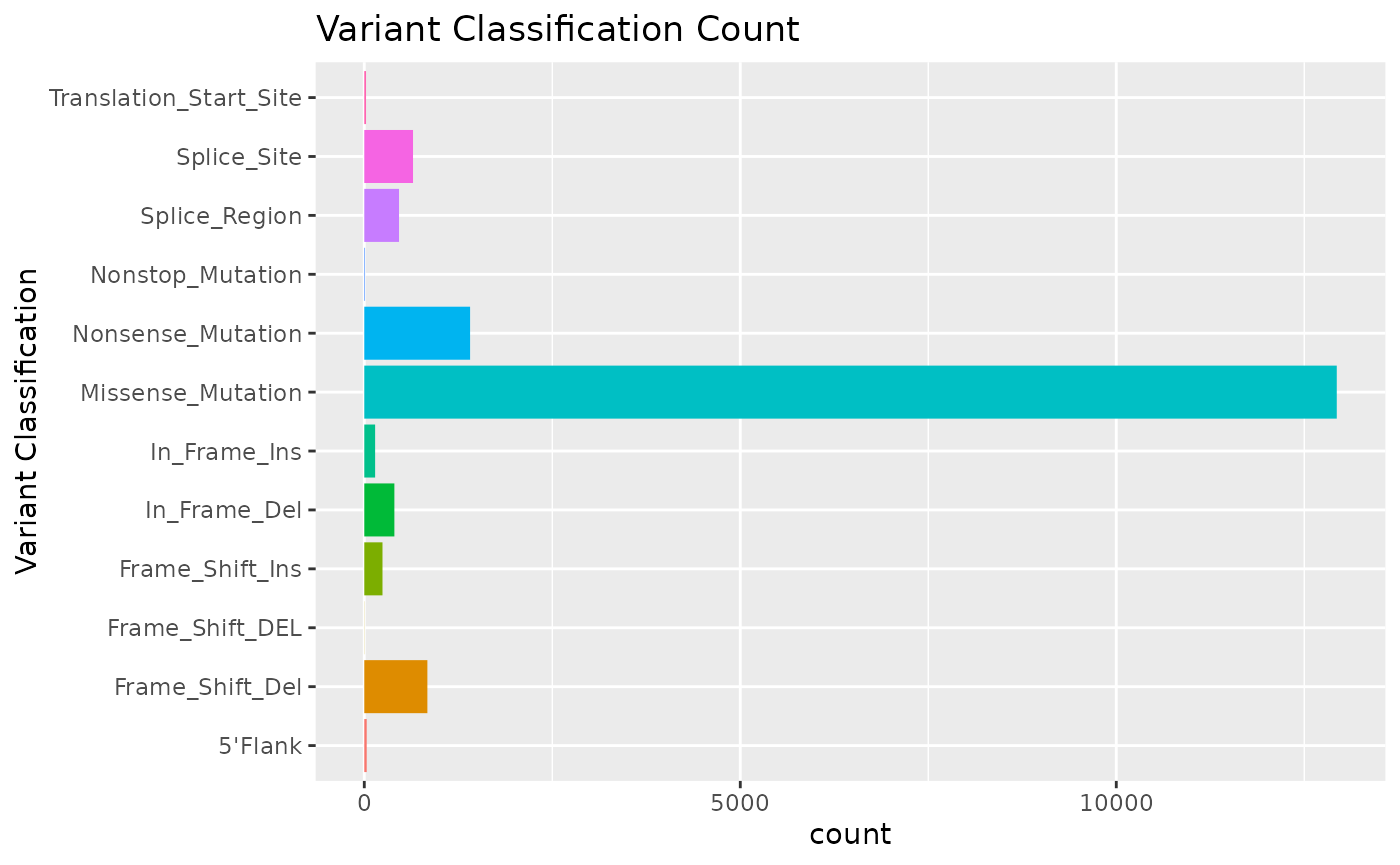 Variant Classification Count
Variant Classification
Translation_Start_Site
Splice_Site
Splice_Region
Nonstop_Mutation
Nonsense_Mutation
Missense_Mutation
In_Frame_Ins
In_Frame_Del
Frame_Shift_Ins
Frame_Shift_DEL
Frame_Shift_Del
5'Flank
0 5000 10000
count